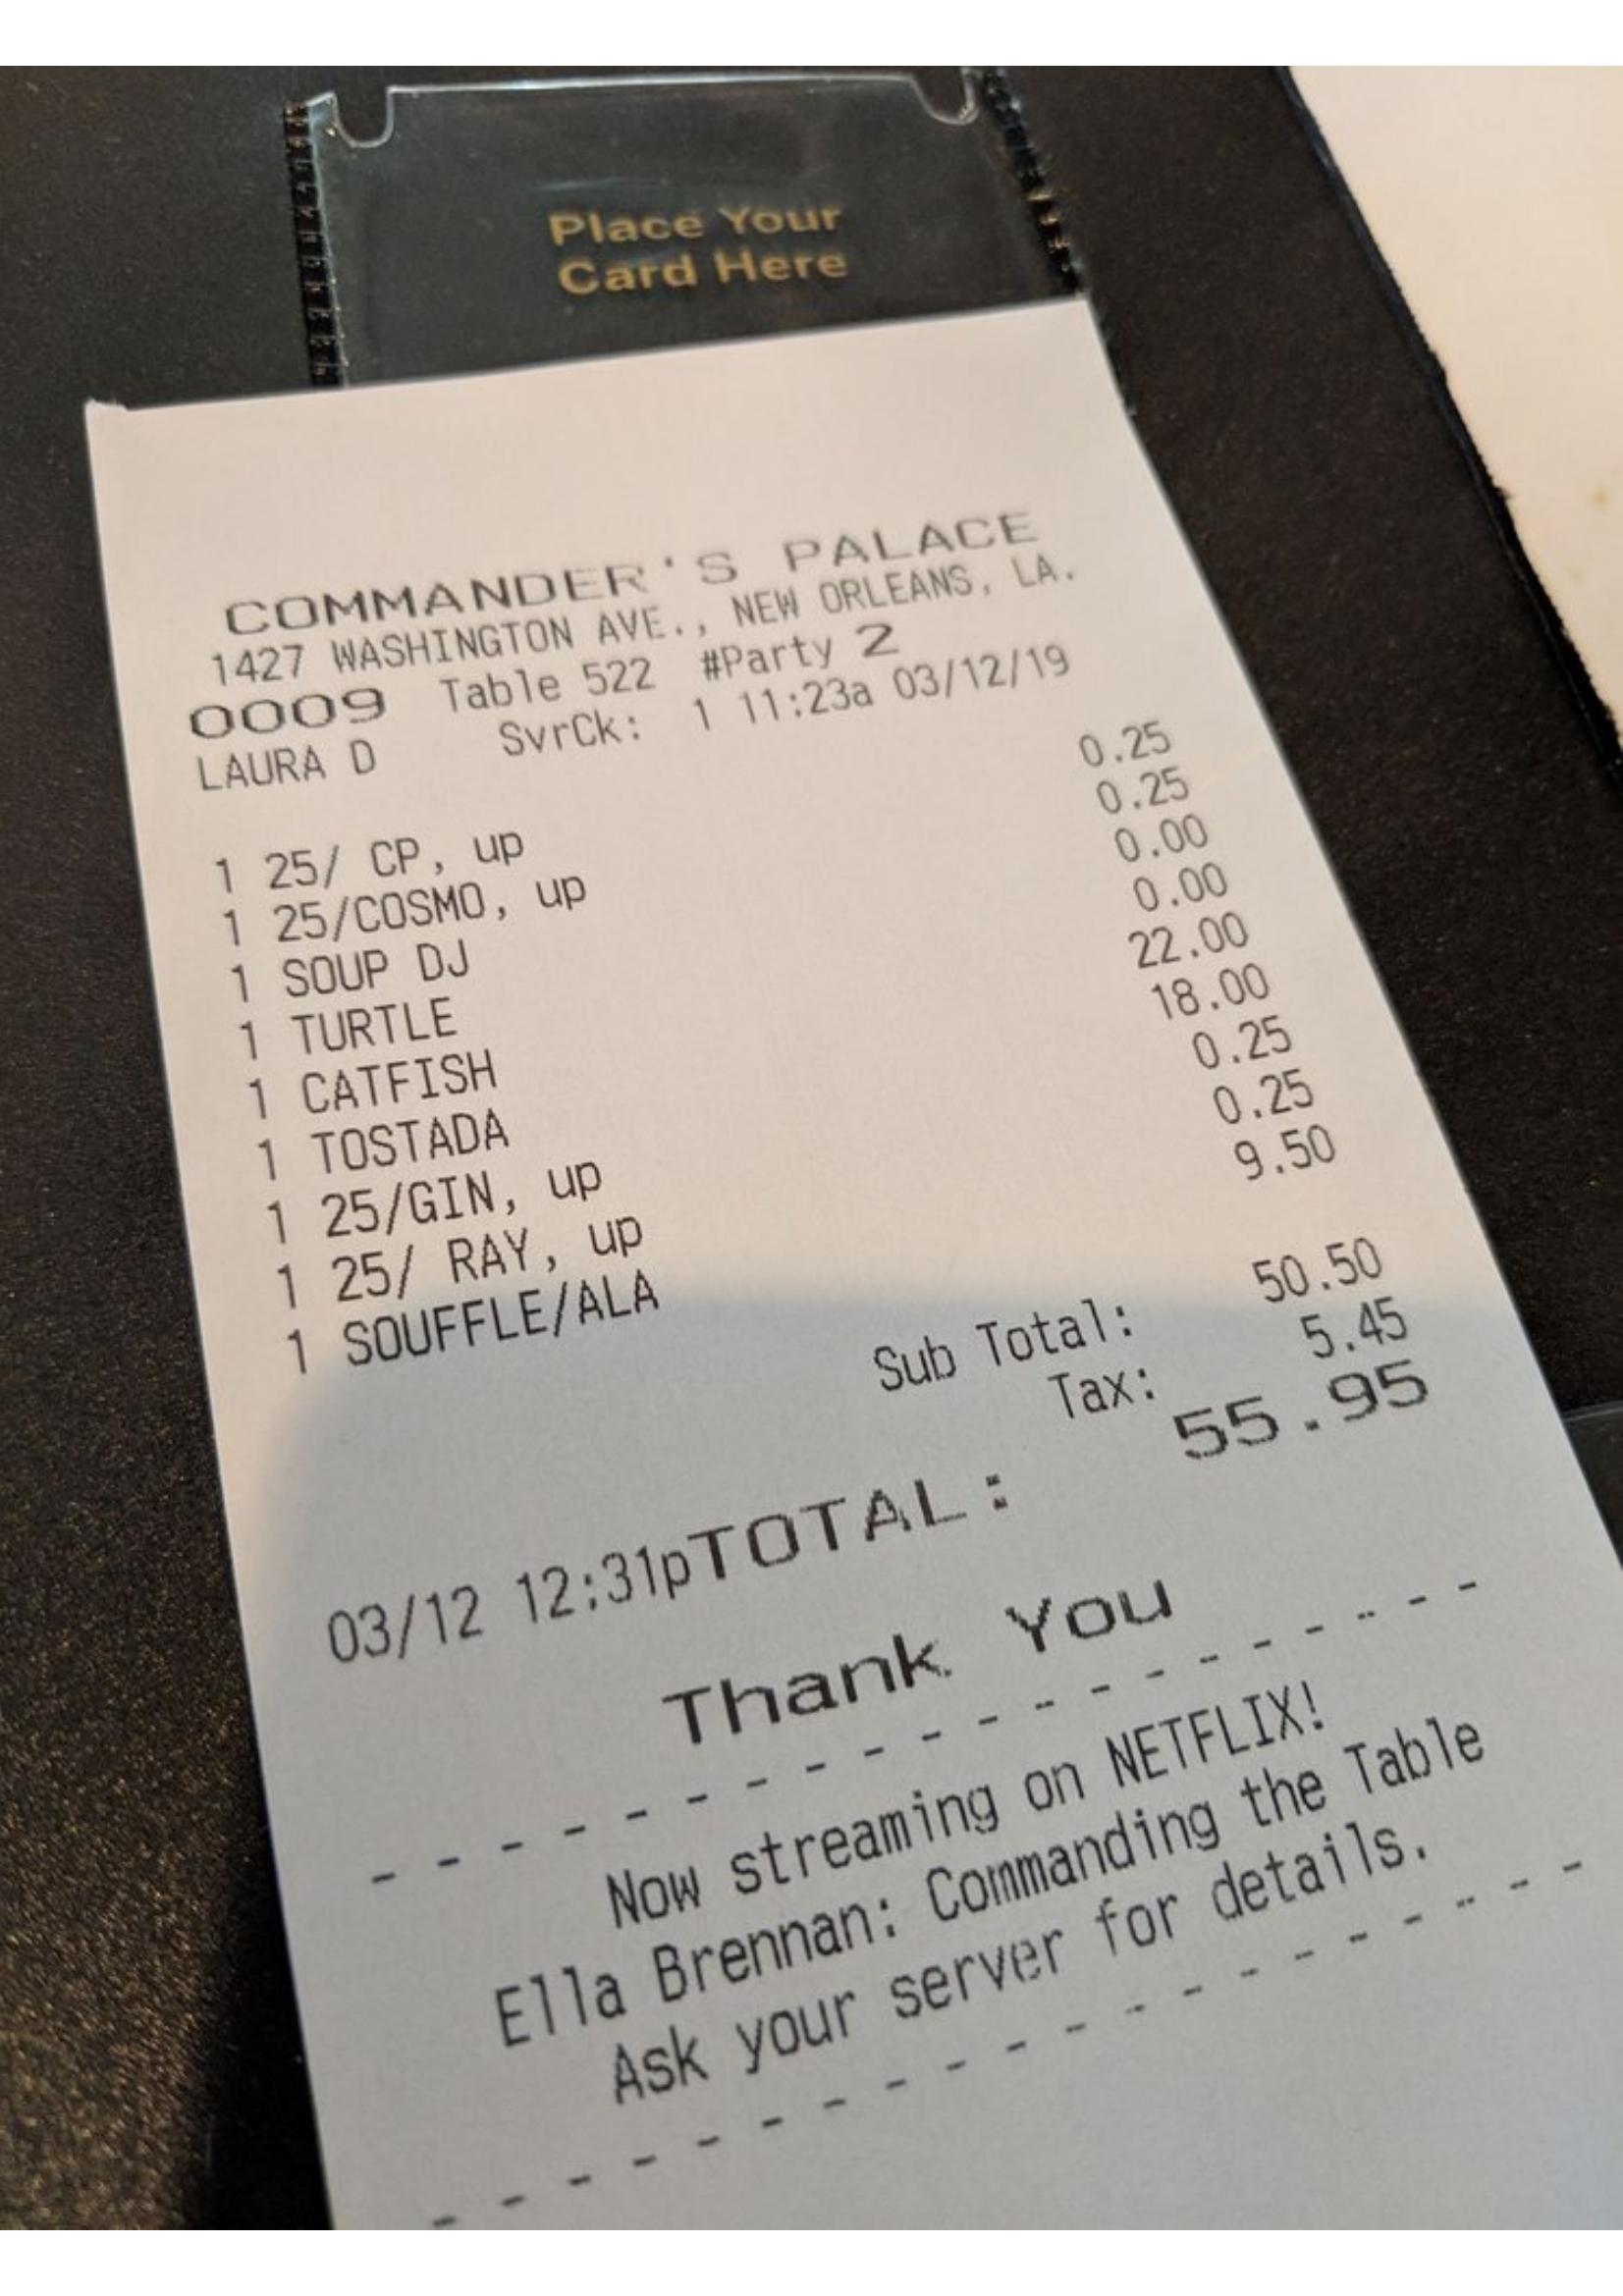 Place Your
Card Here
COMMANDER'S PALACE
1427 WASHINGTON AVE., NEW ORLEANS, LA.
0009 Table 522 #Party 2
LAURA D SvrCk: 1 11:23a 03/12/19
1 25/ CP, up 0.25
1 25/COSMO, up 0.25
1 SOUP DJ 0.00
1 TURTLE 0.00
1 CATFISH 22.00
1 TOSTADA 18.00
1 25/GIN, up 0.25
1 25/ RAY, up 0.25
1 SOUFFLE/ALA 9.50
Sub Total: 50.50
Tax: 5.45
03/12 12:31pTOTAL: 55.95
Thank You
- - - - - - - - - - - - - - - - - - - -
Now streaming on NETFLIX!
Ella Brennan: Commanding the Table
Ask your server for details.
- - - - - - - - - - - - - - - - - - - -